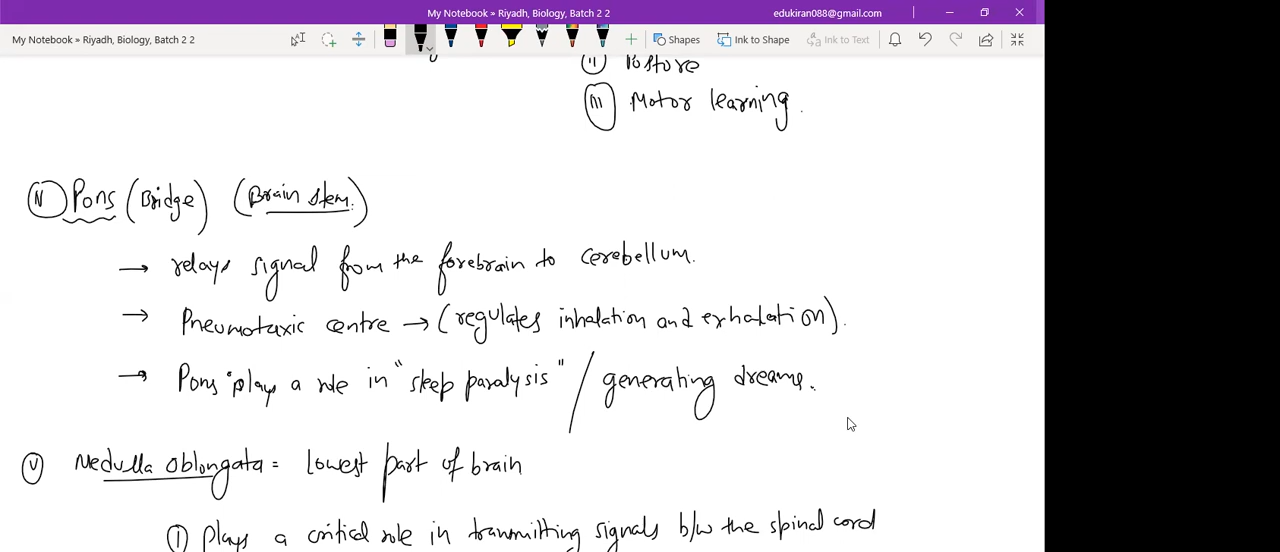 My Notebook » Riyadh, Biology, Batch 2 2
edukiran088@gmail.com
My Notebook » Riyadh, Biology, Batch 2 2
Shapes
Ink to Shape
Ink to Text
(II) Posture
(III) Motor learning.
(IV) Pons (Bridge) (Brain stem.)
→ relays signal from the forebrain to cerebellum.
→ Pneumotaxic centre → (regulates inhalation and exhalation).
→ Pons plays a role in "sleep paralysis" / generating dreams.
(V) Medulla oblongata = lowest part of brain
(I) plays a critical role in transmitting signals b/w the spinal cord